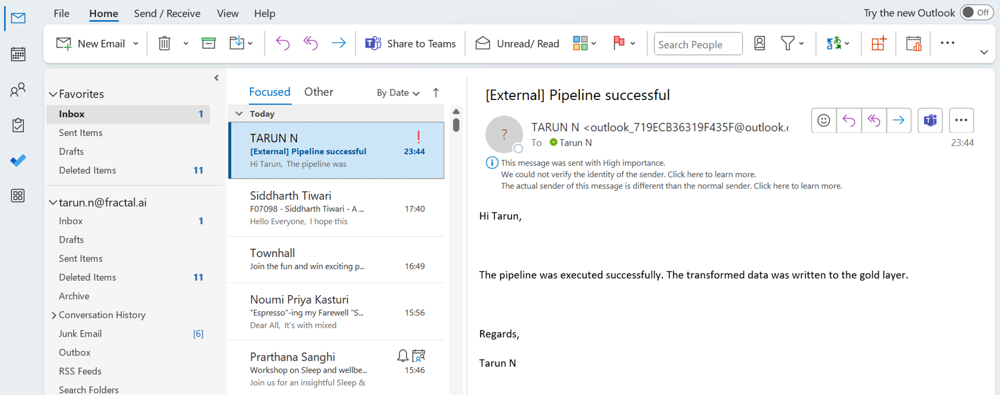 File Home Send / Receive View Help
Try the new Outlook Off
New Email
Share to Teams
Unread/ Read
Search People
Favorites
Inbox 1
Sent Items
Drafts
Deleted Items 11
tarun.n@fractal.ai
Inbox 1
Drafts
Sent Items
Deleted Items 11
Archive
Conversation History
Junk Email [6]
Outbox
RSS Feeds
Search Folders
Focused Other By Date
Today
TARUN N
[External] Pipeline successful 23:44
Hi Tarun, The pipeline was
Siddharth Tiwari
F07098 - Siddharth Tiwari - A ... 17:40
Hello Everyone, I hope this
Townhall
Join the fun and win exciting p... 16:49
Noumi Priya Kasturi
"Espresso"-ing my Farewell "S... 15:56
Dear All, It's with mixed
Prarthana Sanghi
Workshop on Sleep and wellbe... 15:46
Join us for an insightful Sleep &
[External] Pipeline successful
?
TARUN N <outlook_719ECB36319F435F@outlook.c
To Tarun N
23:44
This message was sent with High importance.
We could not verify the identity of the sender. Click here to learn more.
The actual sender of this message is different than the normal sender. Click here to learn more.
Hi Tarun,
The pipeline was executed successfully. The transformed data was written to the gold layer.
Regards,
Tarun N